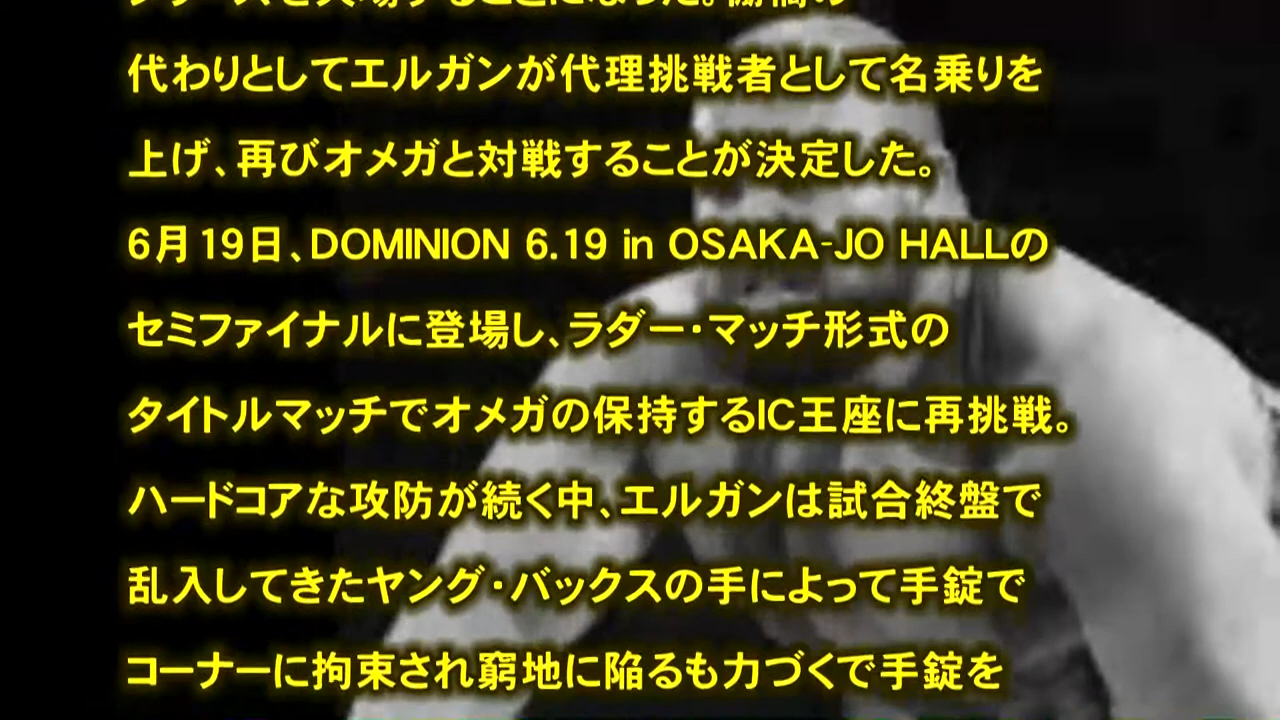 代わりとしてエルガンが代理挑戦者として名乗りを
上げ、再びオメガと対戦することが決定した。
6月19日、DOMINION 6.19 in OSAKA-JO HALLの
セミファイナルに登場し、ラダー・マッチ形式の
タイトルマッチでオメガの保持するIC王座に再挑戦。
ハードコアな攻防が続く中、エルガンは試合終盤で
乱入してきたヤング・バックスの手によって手錠で
コーナーに拘束され窮地に陥るも力づくで手錠を